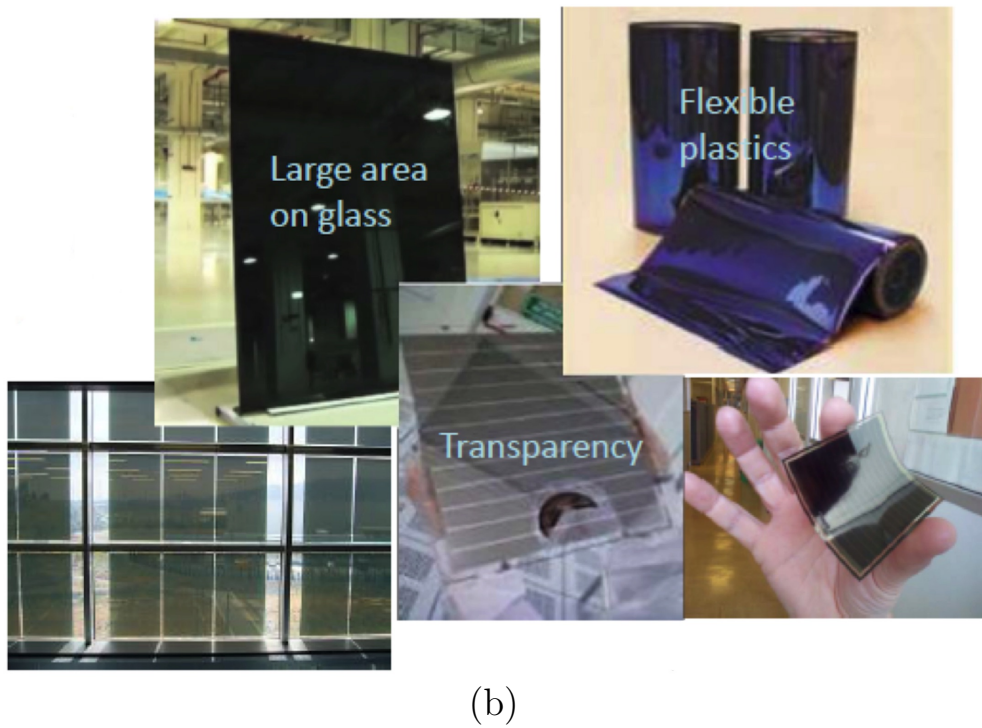 Large area
on glass
Flexible
plastics
Transparency
(b)